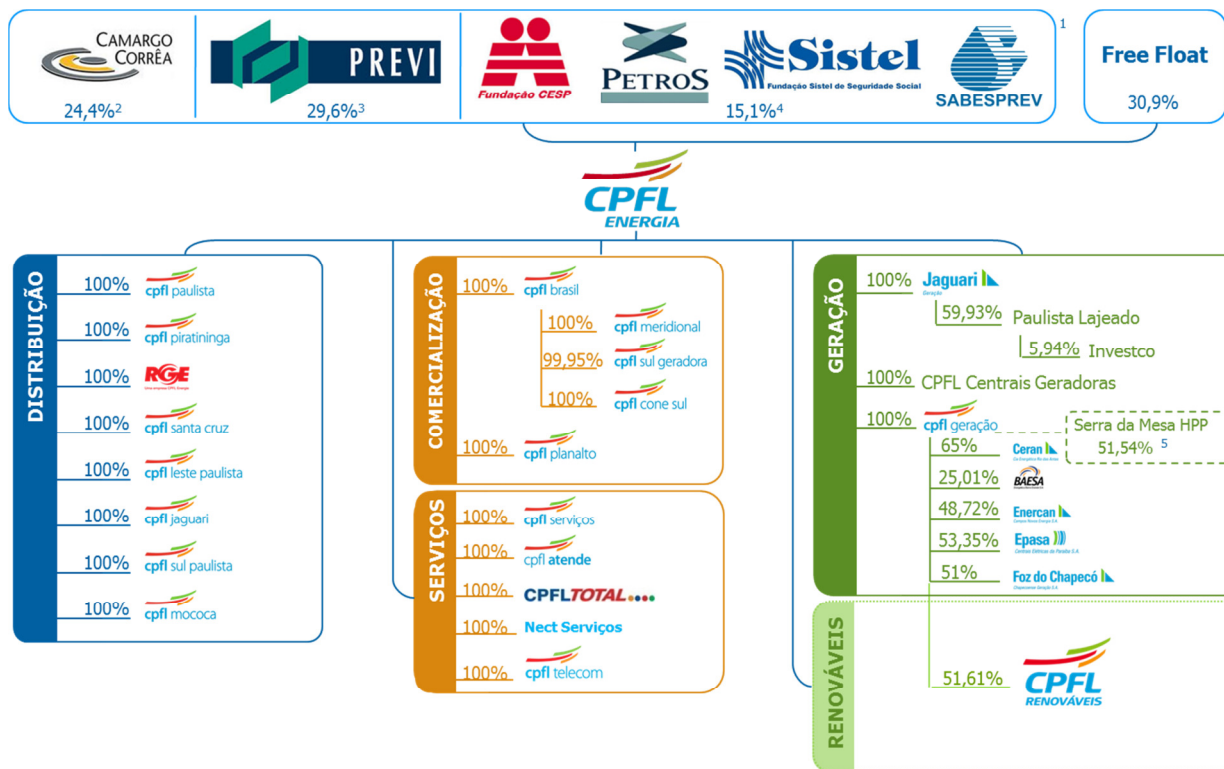 CAMARGO
CORRÊA
24,4%²
PREVI
29,6%³
Fundação CESP
PETROS
Sistel
Fundação Sistel de Seguridade Social
SABESPREV
15,1%⁴
1
Free Float
30,9%
CPFL
ENERGIA
DISTRIBUIÇÃO
100% cpfl paulista
100% cpfl piratininga
100% RGE
100% cpfl santa cruz
100% cpfl leste paulista
100% cpfl jaguari
100% cpfl sul paulista
100% cpfl mococa
COMERCIALIZAÇÃO
100% cpfl brasil
100% cpfl meridional
99,95% cpfl sul geradora
100% cpfl cone sul
100% cpfl planalto
SERVIÇOS
100% cpfl serviços
100% cpfl atende
100% CPFL TOTAL
100% Nect Serviços
100% cpfl telecom
GERAÇÃO
100% Jaguari
Geração
59,93% Paulista Lajeado
5,94% Investco
100% CPFL Centrais Geradoras
100% cpfl geração
Serra da Mesa HPP
51,54% ⁵
65% Ceran
25,01% BAESA
48,72% Enercan
53,35% Epasa
Centrais Elétricas da Paraíba S.A.
51% Foz do Chapecó
RENOVÁVEIS
51,61% CPFL
RENOVÁVEIS